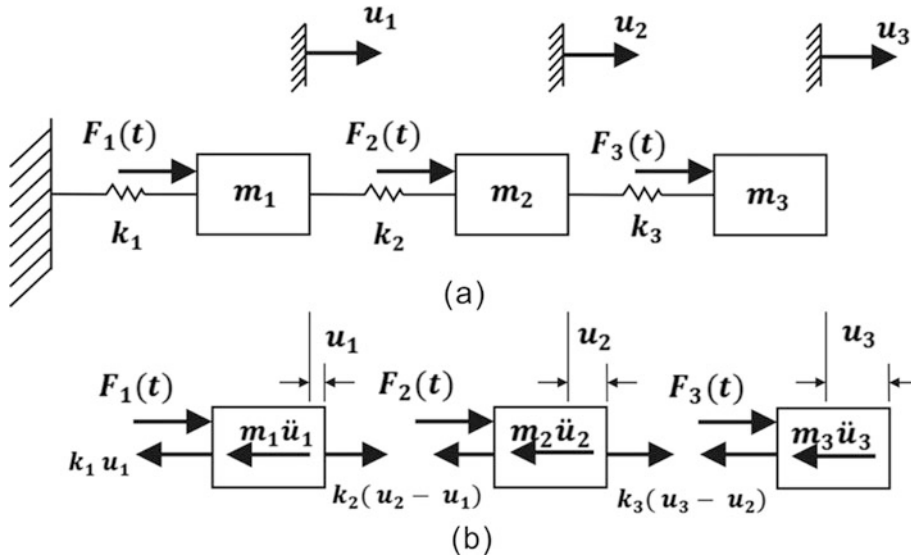 u₁ u₂ u₃
F₁(t) F₂(t) F₃(t)
m₁ m₂ m₃
k₁ k₂ k₃
(a)
u₁ u₂ u₃
F₁(t) F₂(t) F₃(t)
m₁ü₁ m₂ü₂ m₃ü₃
k₁ u₁ k₂( u₂ − u₁) k₃( u₃ − u₂)
(b)